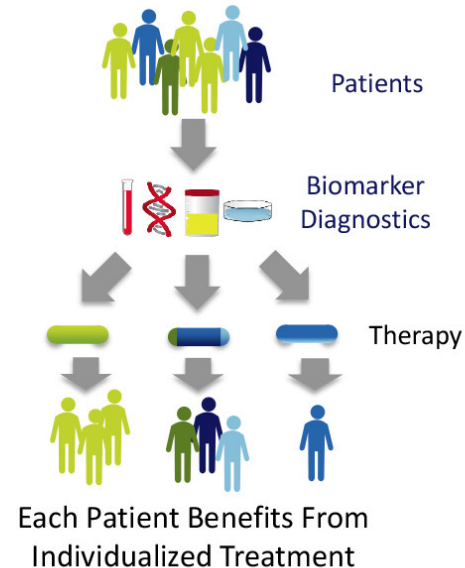 Patients
Biomarker
Diagnostics
Therapy
Each Patient Benefits From
Individualized Treatment